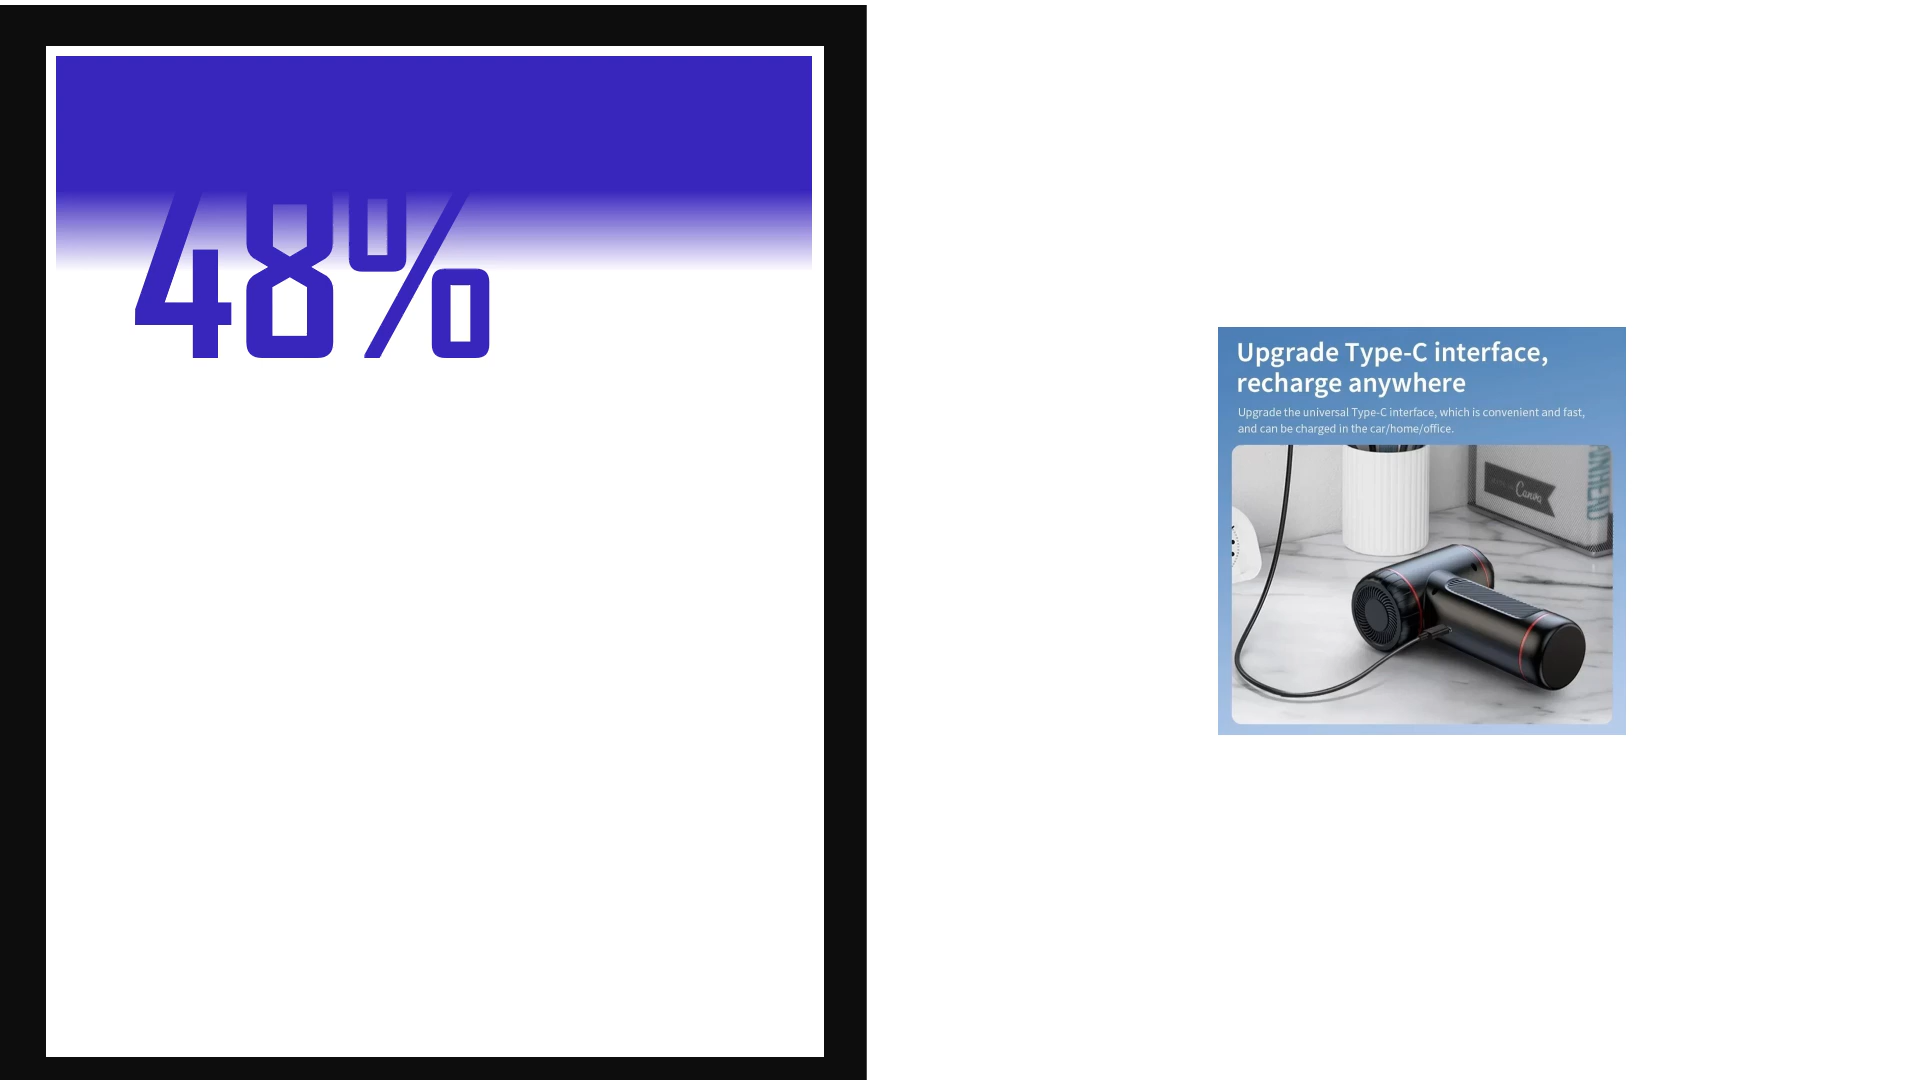 48%
Upgrade Type-C interface,
recharge anywhere
Upgrade the universal Type-C interface, which is convenient and fast,
and can be charged in the car/home/office.
Canva